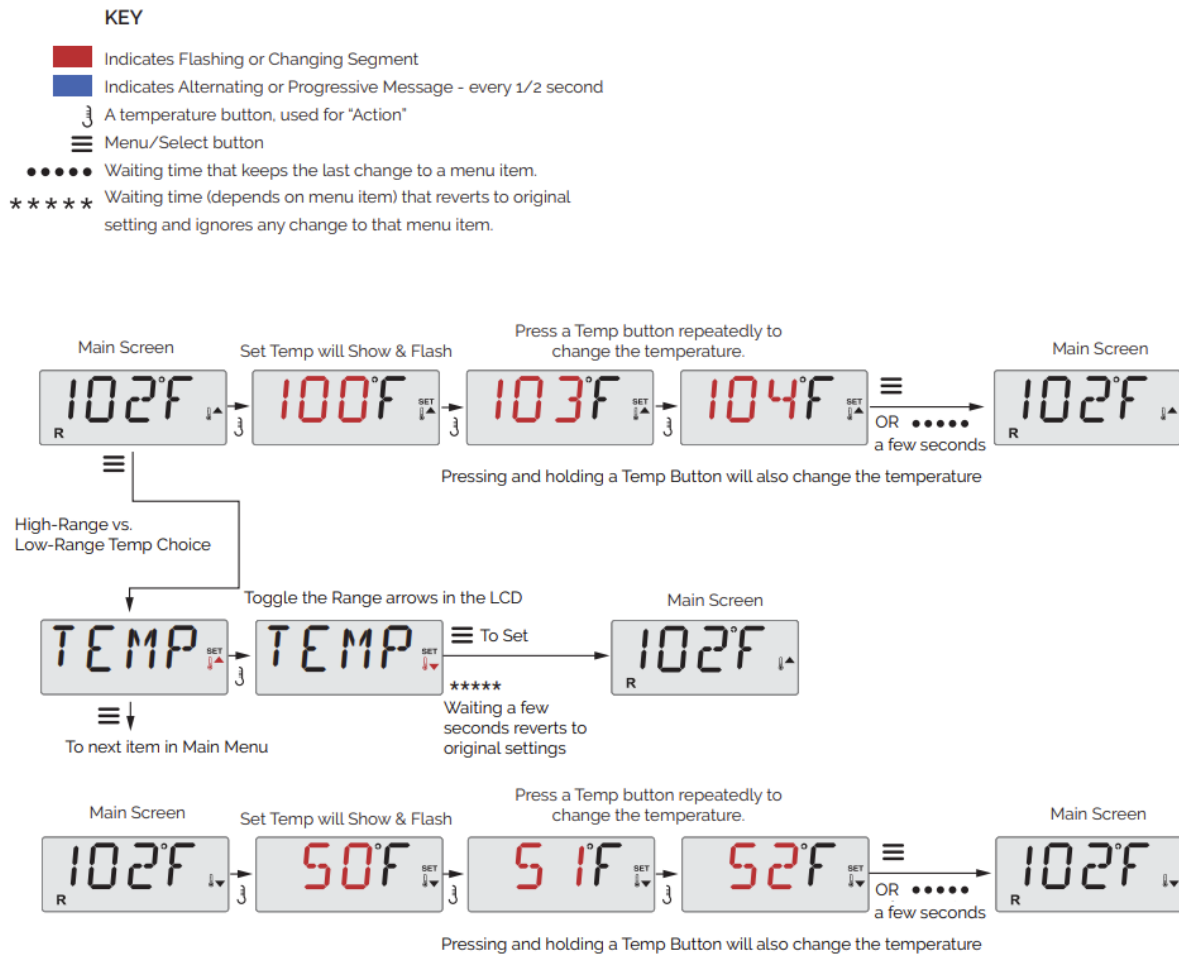 KEY
Indicates Flashing or Changing Segment
Indicates Alternating or Progressive Message - every 1/2 second
A temperature button, used for “Action”
Menu/Select button
••••• Waiting time that keeps the last change to a menu item.
***** Waiting time (depends on menu item) that reverts to original
setting and ignores any change to that menu item.
Main Screen
Set Temp will Show & Flash
Press a Temp button repeatedly to
change the temperature.
Main Screen
102°F R
100°F SET
103°F SET
104°F SET
OR •••••
a few seconds
102°F R
Pressing and holding a Temp Button will also change the temperature
High-Range vs.
Low-Range Temp Choice
Toggle the Range arrows in the LCD
Main Screen
TEMP SET
TEMP SET
To Set
*****
Waiting a few
seconds reverts to
original settings
102°F R
To next item in Main Menu
Main Screen
Set Temp will Show & Flash
Press a Temp button repeatedly to
change the temperature.
Main Screen
102°F R
50°F SET
51°F SET
52°F SET
OR •••••
a few seconds
102°F R
Pressing and holding a Temp Button will also change the temperature